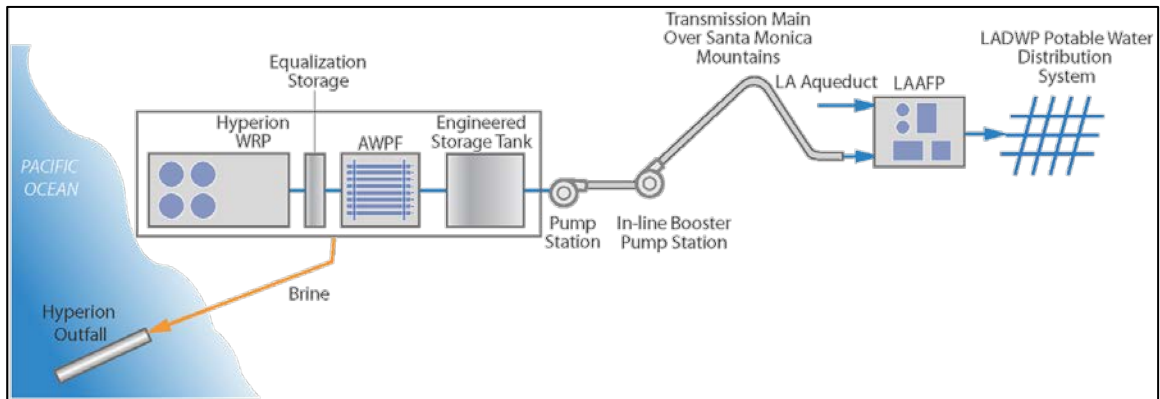 Transmission Main
Over Santa Monica
Mountains
LADWP Potable Water
Distribution
System
Equalization
Storage
LA Aqueduct
LAAFP
Hyperion
WRP
AWPF
Engineered
Storage Tank
PACIFIC
OCEAN
Pump
Station
In-line Booster
Pump Station
Brine
Hyperion
Outfall